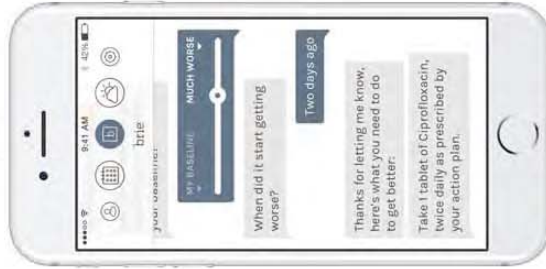 9:41 AM
42%
b
brie
your baseline?
MY BASELINE
MUCH WORSE
When did it start getting
worse?
Two days ago
Thanks for letting me know,
here's what you need to do
to get better:
Take 1 tablet of Ciprofloxacin,
twice daily as prescribed by
your action plan.